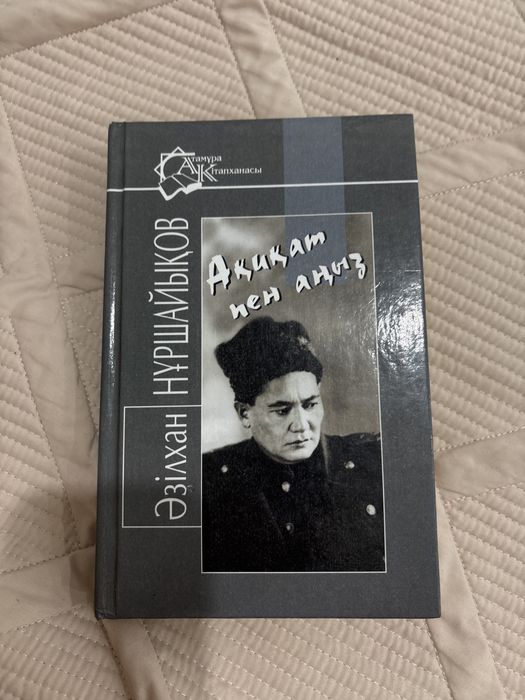 Атамұра
Кітапханасы
Әзілхан НҰРШАЙЫҚОВ
Ақиқат
пен аңыз